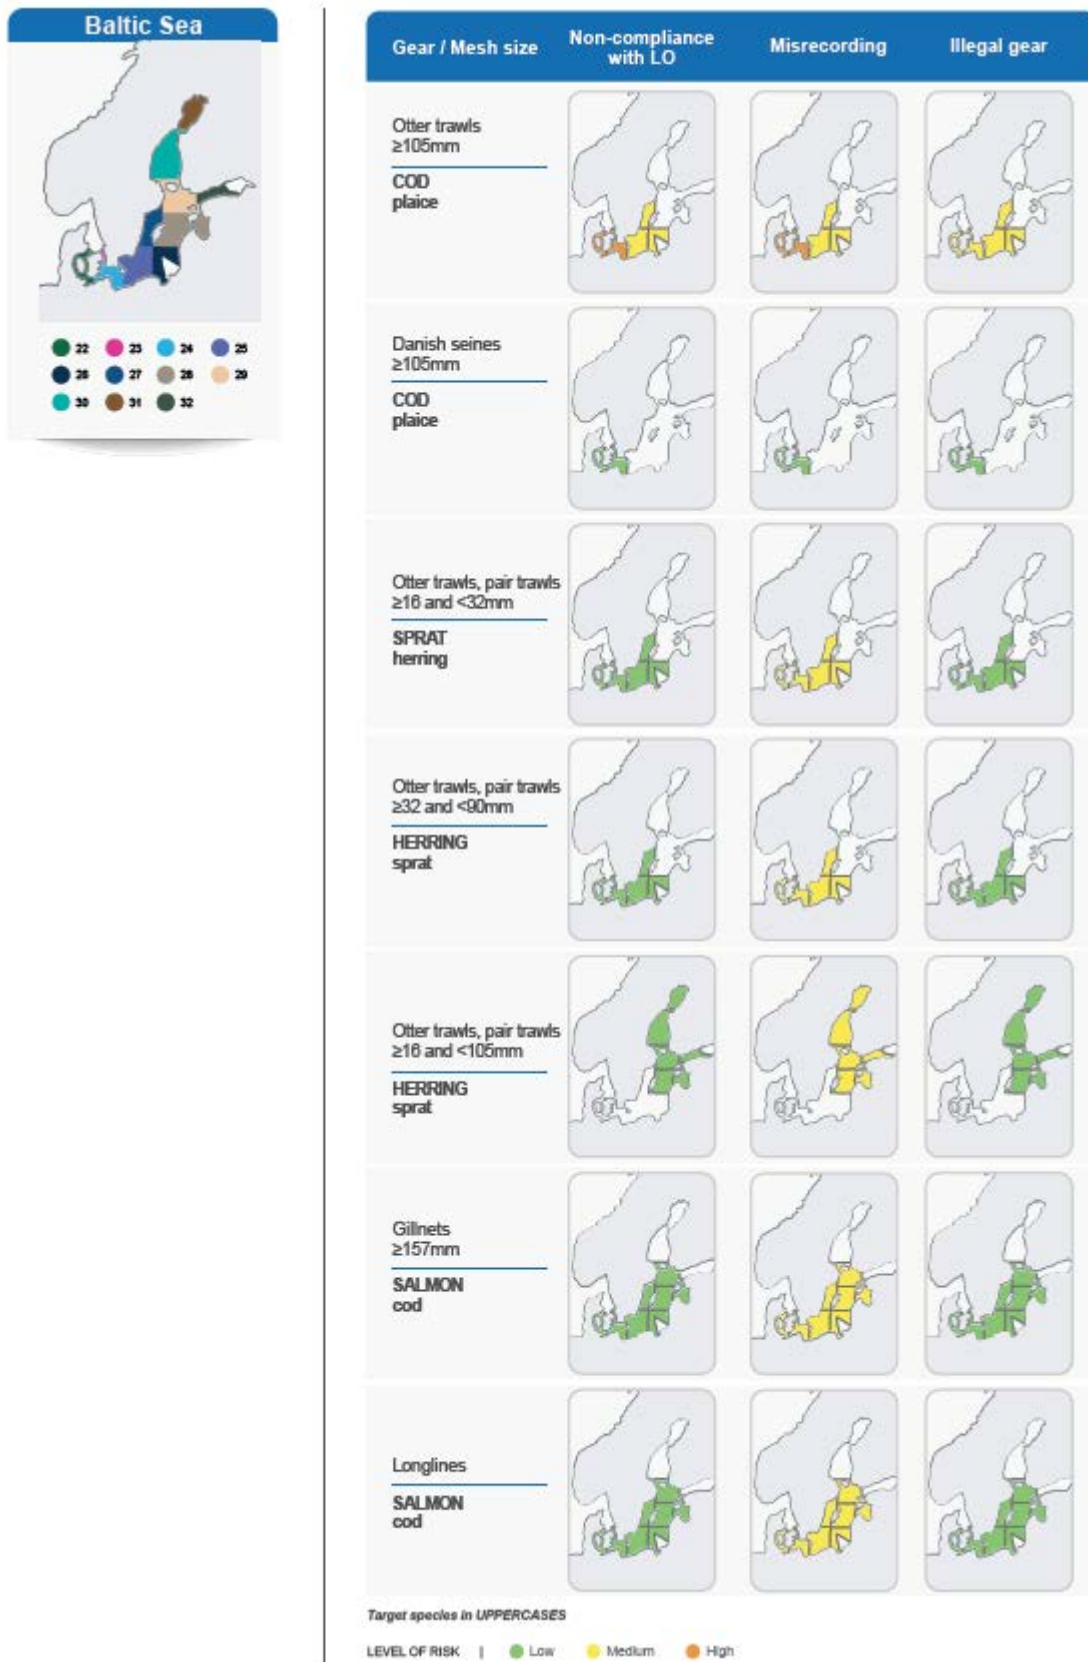 Baltic Sea
22 23 24 25
26 27 28 29
30 31 32
Gear / Mesh size
Non-compliance
with LO
Misrecording
Illegal gear
Otter trawls
≥105mm
COD
plaice
Danish seines
≥105mm
COD
plaice
Otter trawls, pair trawls
≥16 and <32mm
SPRAT
herring
Otter trawls, pair trawls
≥32 and <90mm
HERRING
sprat
Otter trawls, pair trawls
≥16 and <105mm
HERRING
sprat
Gillnets
≥157mm
SALMON
cod
Longlines
SALMON
cod
Target species in UPPERCASES
LEVEL OF RISK | Low Medium High